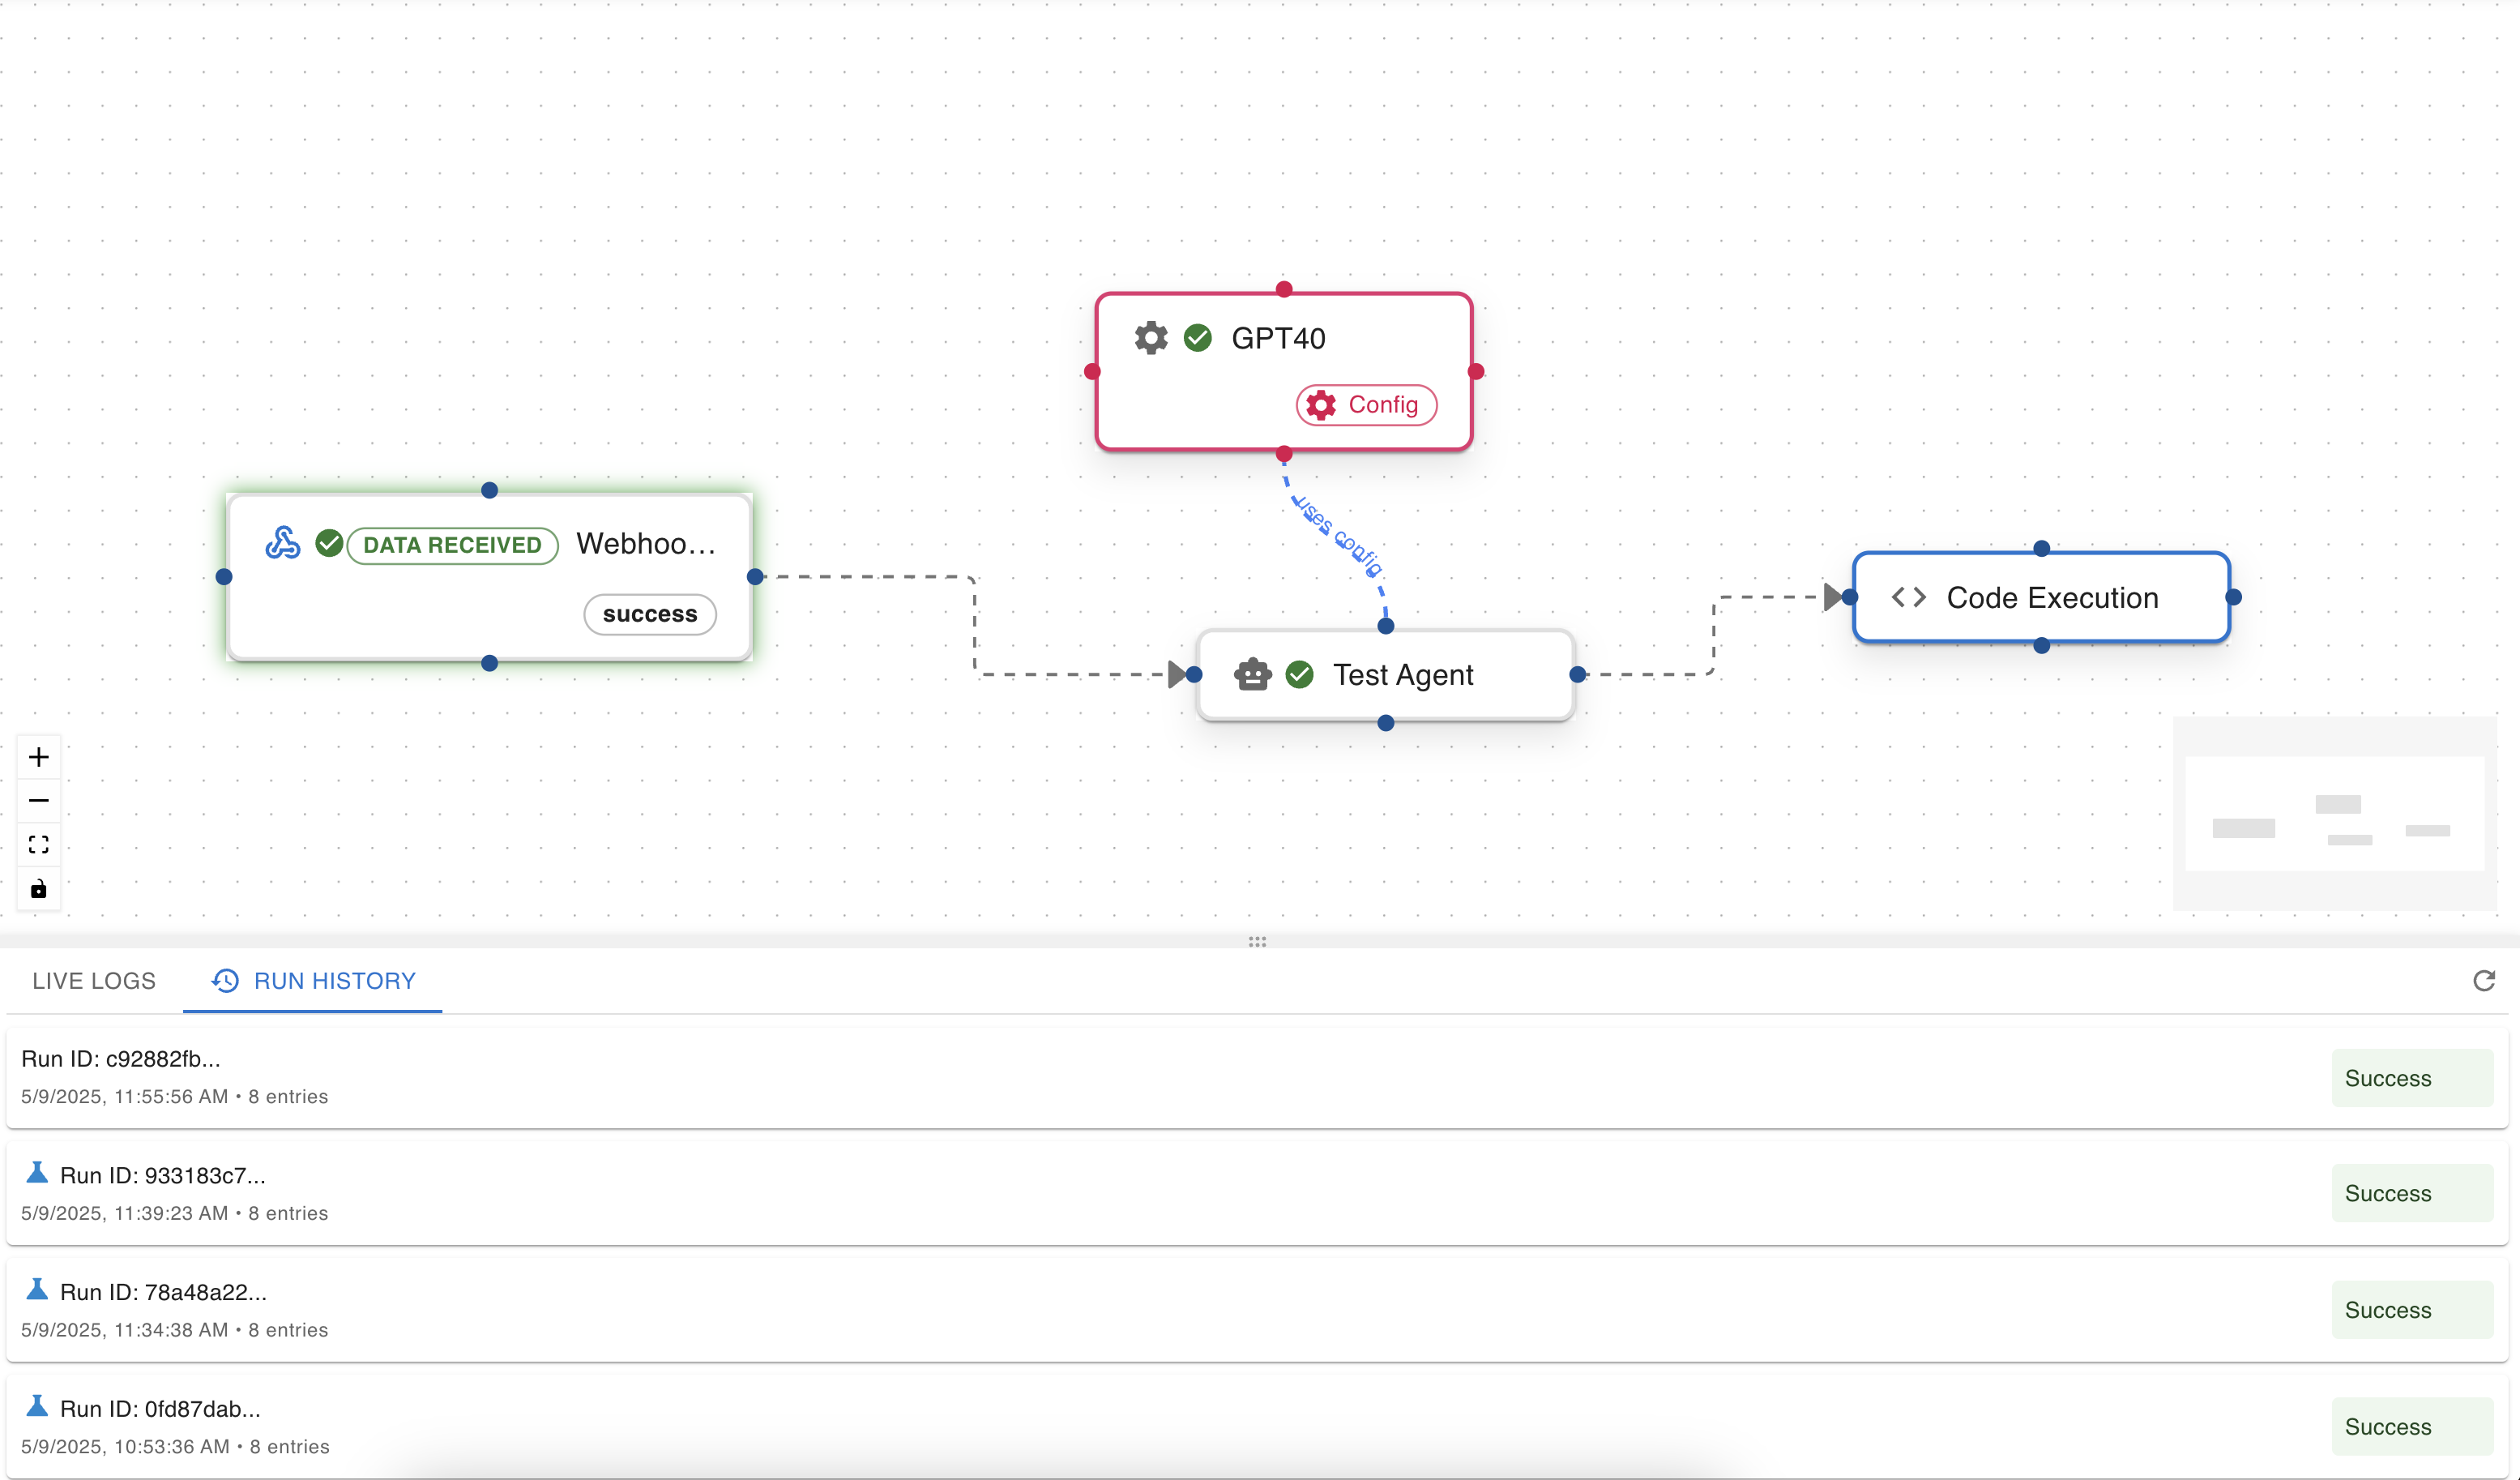 GPT40
Config
uses config
DATA RECEIVED Webhoo...
success
Test Agent
Code Execution
LIVE LOGS
RUN HISTORY
Run ID: c92882fb...
5/9/2025, 11:55:56 AM • 8 entries
Success
Run ID: 933183c7...
5/9/2025, 11:39:23 AM • 8 entries
Success
Run ID: 78a48a22...
5/9/2025, 11:34:38 AM • 8 entries
Success
Run ID: 0fd87dab...
5/9/2025, 10:53:36 AM • 8 entries
Success